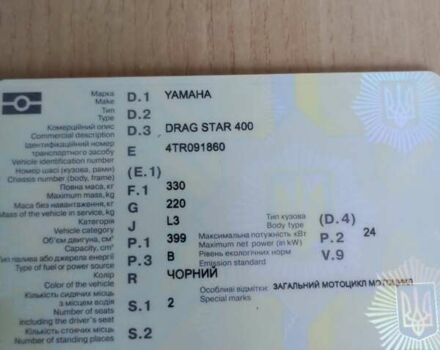 Марка D.1 YAMAHA
Make
Тип D.2
Type
Комерційний опис D.3 DRAG STAR 400
Commercial description
Ідентифікаційний номер E 4TR091860
транспортного засобу
Vehicle identification number
Номер шасі (кузова, рами) (E.1)
Chassis number (body, frame)
Повна маса, кг F.1 330
Maximum mass, kg
Маса без навантаження, кг G 220
Mass of the vehicle in service, kg
Категорія J L3 Тип кузова (D.4)
Vehicle category Body type
Об'єм двигуна, см³ P.1 399 Максимальна потужність кВт P.2 24
Capacity, cm³ Maximum net power (in kW)
Тип палива або джерела енергії P.3 B Рівень екологічних норм V.9
Type of fuel or power source Emission standard
Колір R ЧОРНИЙ
Color of the vehicle
Кількість сидячих S.1 2 Особливі відмітки: ЗАГАЛЬНИЙ МОТОЦИКЛ
місць з місцем водія Special marks
Number of seats
including the driver's seat
Кількість стоячих місць S.2
Number of standing places